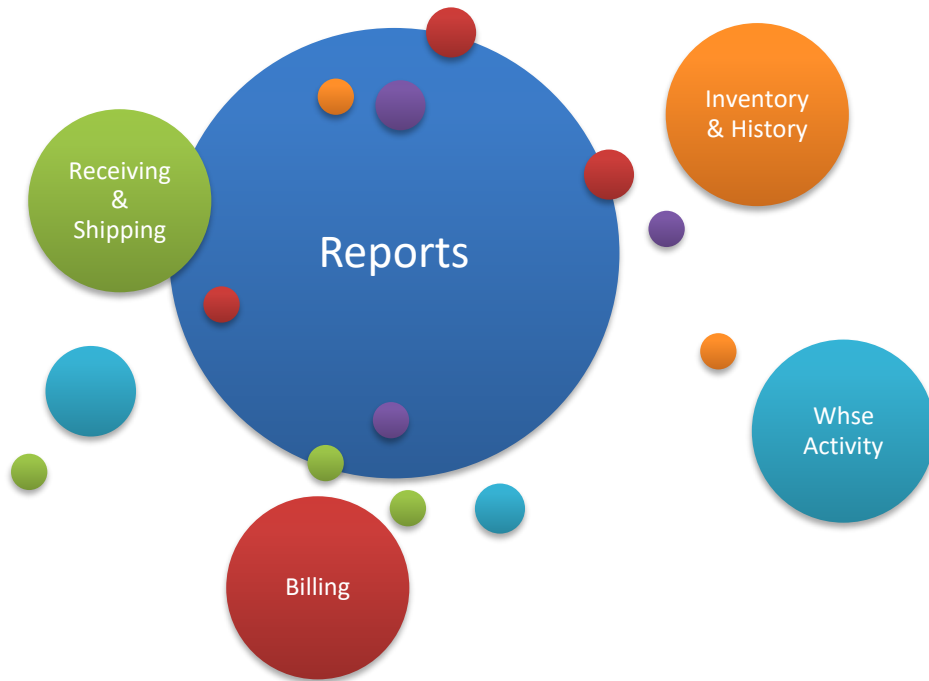 Inventory
& History
Receiving
&
Shipping
Reports
Whse
Activity
Billing